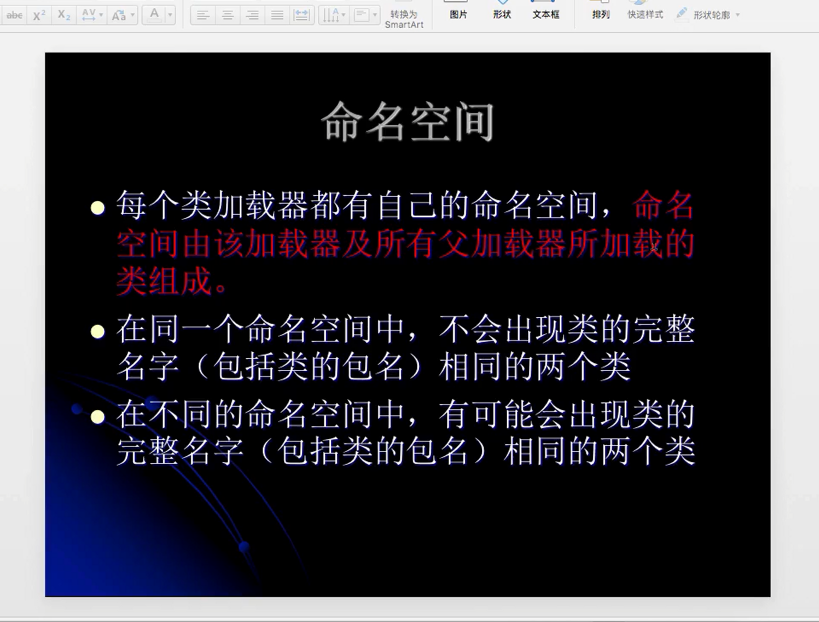 abc X² X₂ AV Aa A 转换为 图片 形状 文本框 排列 快速样式 形状轮廓
SmartArt
命名空间
每个类加载器都有自己的命名空间，命名
空间由该加载器及所有父加载器所加载的
类组成。
在同一个命名空间中，不会出现类的完整
名字（包括类的包名）相同的两个类
在不同的命名空间中，有可能会出现类的
完整名字（包括类的包名）相同的两个类